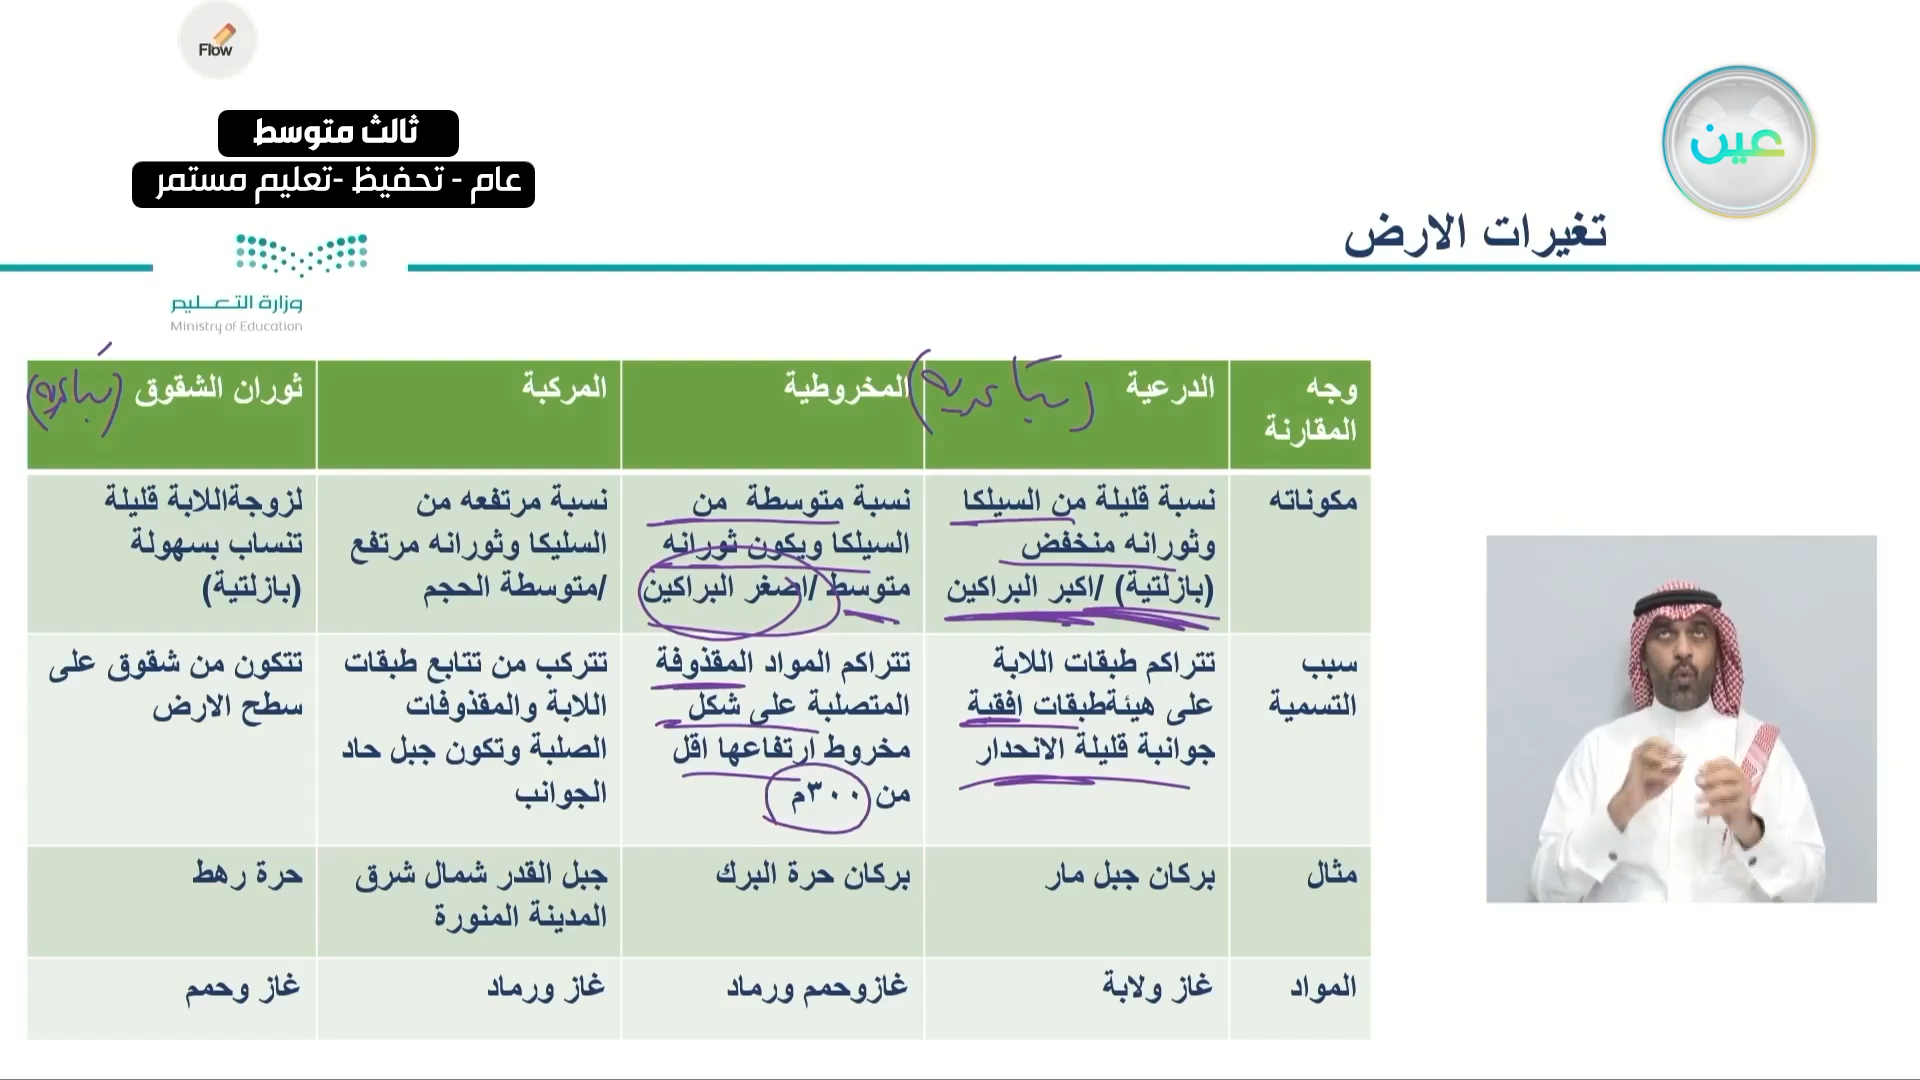 Flow
ثالث متوسط
عام - تحفيظ -تعليم مستمر
عين
تغيرات الارض
وزارة التعليم
Ministry of Education
وجه
المقارنة
الدرعية
(تباعدية)
المخروطية
المركبة
ثوران الشقوق
(تباعدية)
مكوناته
نسبة قليلة من السيلكا
وثورانه منخفض
(بازلتية) /اكبر البراكين
نسبة متوسطة من
السيلكا ويكون ثورانه
متوسط /اصغر البراكين
نسبة مرتفعه من
السليكا وثورانه مرتفع
/متوسطة الحجم
لزوجةاللابة قليلة
تنساب بسهولة
(بازلتية)
سبب
التسمية
تتراكم طبقات اللابة
على هيئةطبقات افقية
جوانبة قليلة الانحدار
تتراكم المواد المقذوفة
المتصلبة على شكل
مخروط ارتفاعها اقل
من ٣٠٠م
تتركب من تتابع طبقات
اللابة والمقذوفات
الصلبة وتكون جبل حاد
الجوانب
تتكون من شقوق على
سطح الارض
مثال
بركان جبل مار
بركان حرة البرك
جبل القدر شمال شرق
المدينة المنورة
حرة رهط
المواد
غاز ولابة
غازوحمم ورماد
غاز ورماد
غاز وحمم